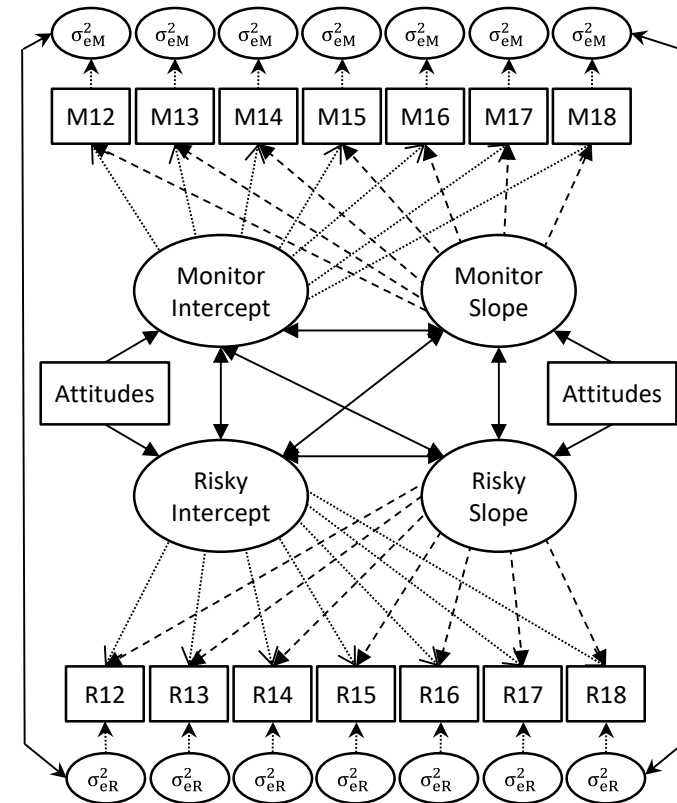 σ²eM σ²eM σ²eM σ²eM σ²eM σ²eM σ²eM
M12 M13 M14 M15 M16 M17 M18
Monitor
Intercept
Monitor
Slope
Attitudes
Attitudes
Risky
Intercept
Risky
Slope
R12 R13 R14 R15 R16 R17 R18
σ²eR σ²eR σ²eR σ²eR σ²eR σ²eR σ²eR